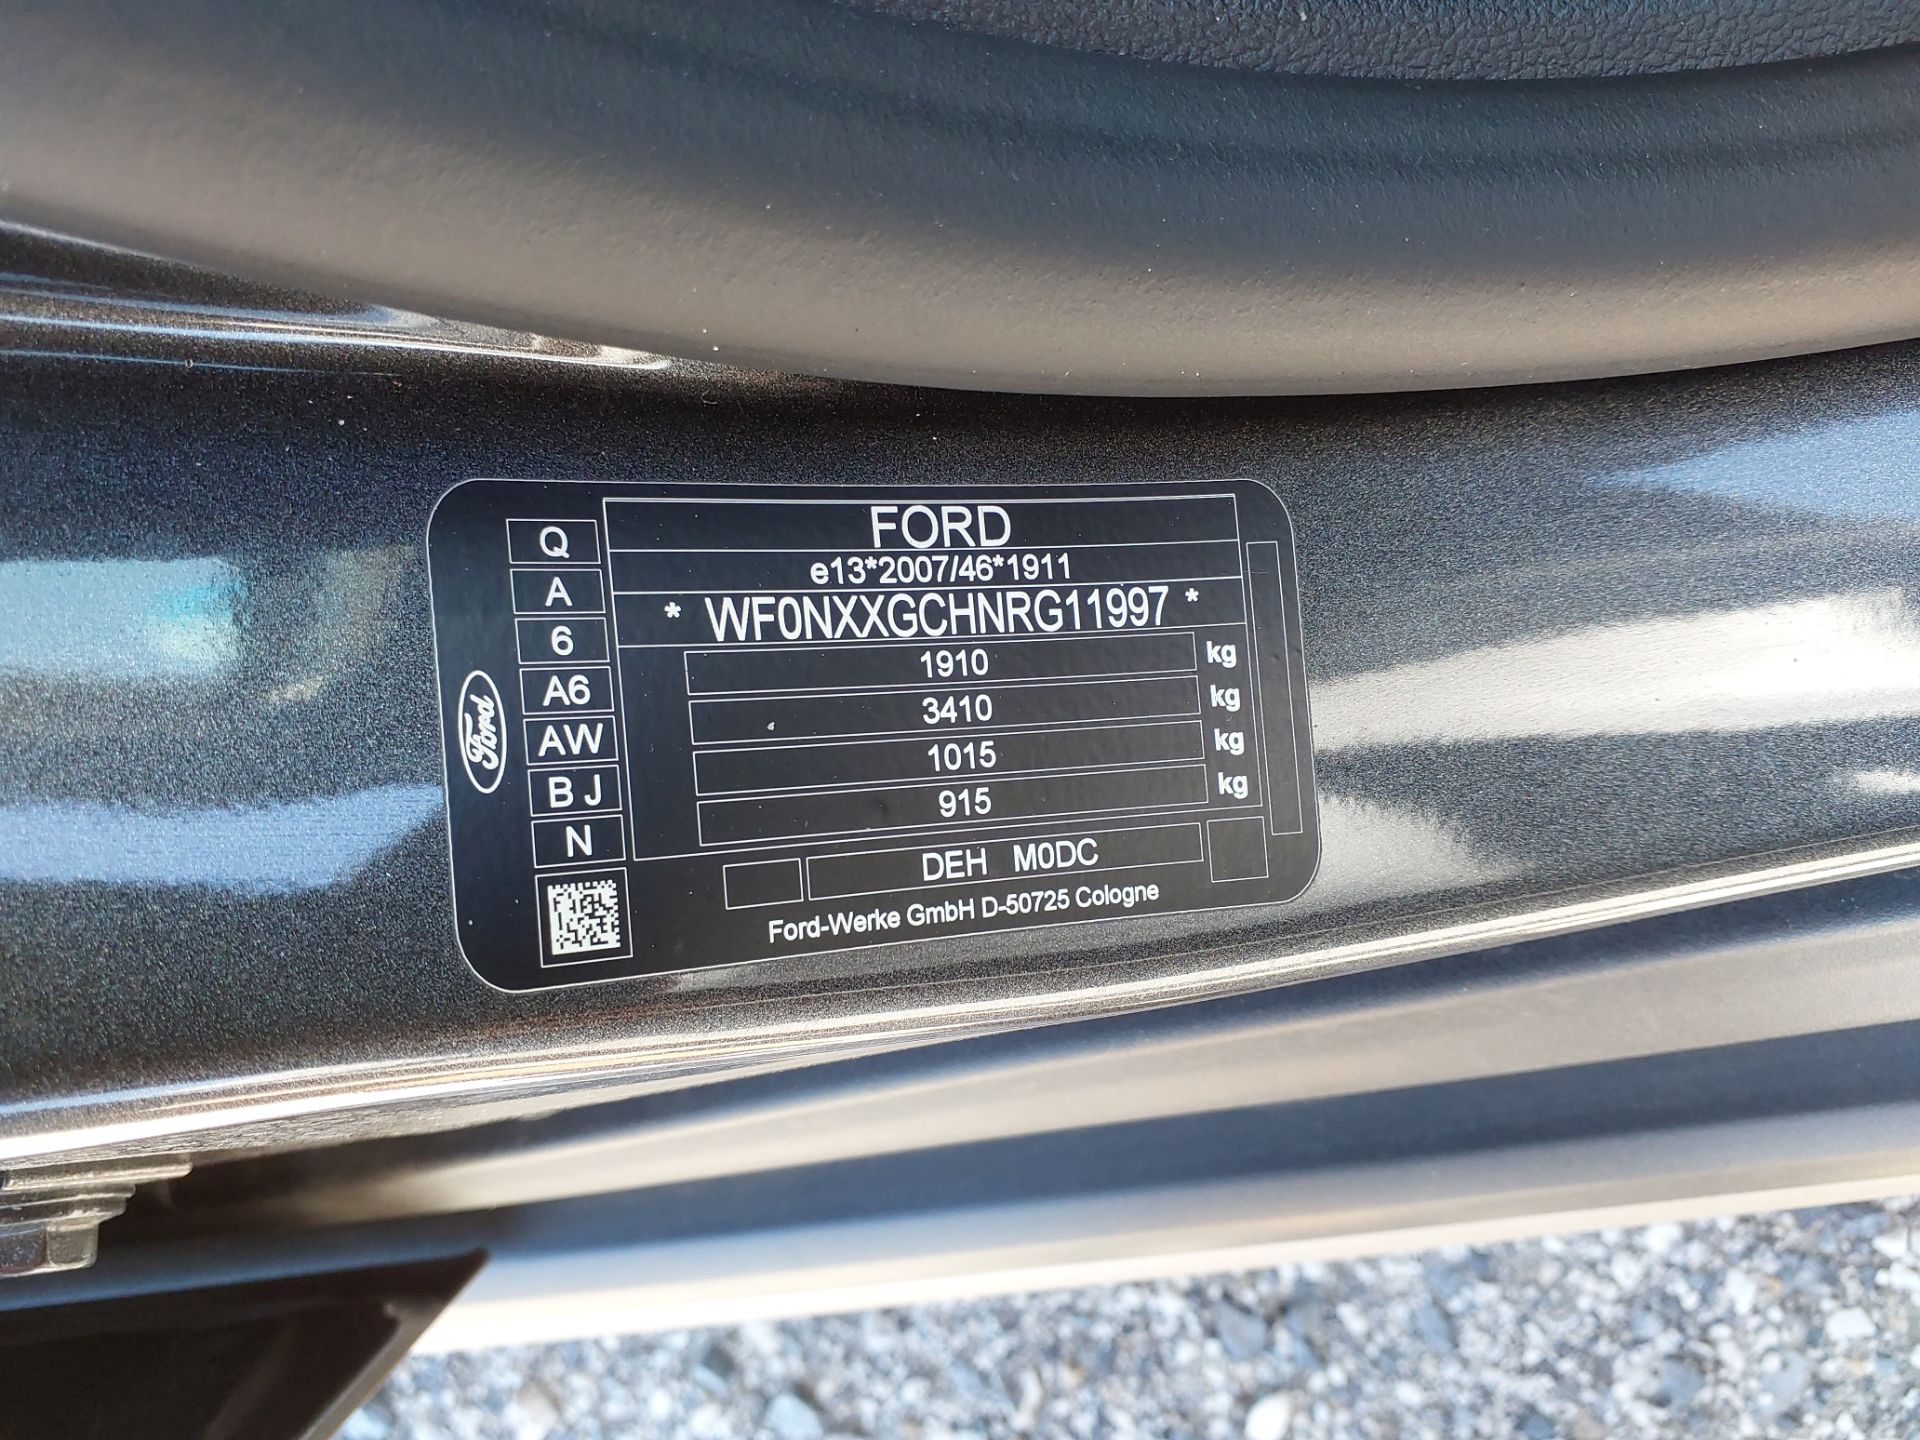 FORD
e13*2007/46*1911
* WF0NXXGCHNRG11997 *
1910 kg
3410 kg
1015 kg
915 kg
DEH M0DC
Ford-Werke GmbH D-50725 Cologne
Q
A
6
A6
AW
B J
N
Ford